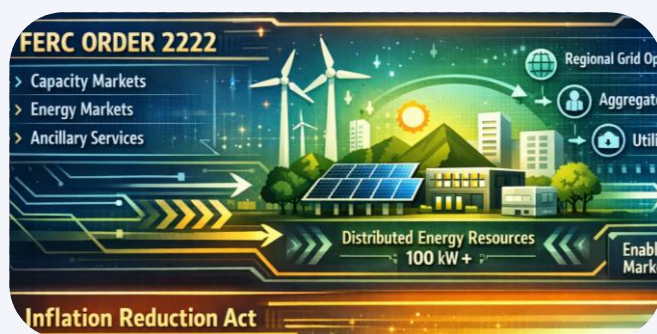 FERC ORDER 2222
> Capacity Markets
> Energy Markets
> Ancillary Services
Regional Grid Op
Aggregat
Utili
Distributed Energy Resources
100 kW+
Enabl
Mark
Inflation Reduction Act